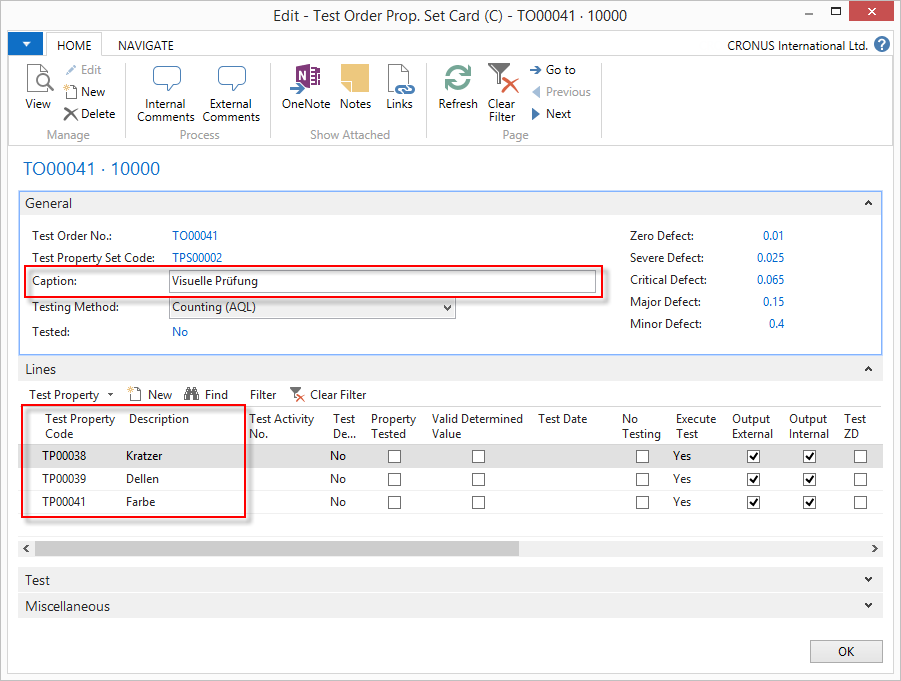 Edit - Test Order Prop. Set Card (C) - TO00041 · 10000
HOME NAVIGATE CRONUS International Ltd. ?
View Edit New Delete
Manage
Internal Comments External Comments
Process
OneNote Notes Links
Show Attached
Refresh Clear Filter Go to Previous Next
Page
TO00041 · 10000
General
Test Order No.: TO00041
Test Property Set Code: TPS00002
Caption: Visuelle Prüfung
Testing Method: Counting (AQL)
Tested: No
Zero Defect: 0.01
Severe Defect: 0.025
Critical Defect: 0.065
Major Defect: 0.15
Minor Defect: 0.4
Lines
Test Property New Find Filter Clear Filter
Test Property Code Description Test Activity No. Test De... Property Tested Valid Determined Value Test Date No Testing Execute Test Output External Output Internal Test ZD
TP00038 Kratzer No Yes
TP00039 Dellen No Yes
TP00041 Farbe No Yes
Test
Miscellaneous
OK